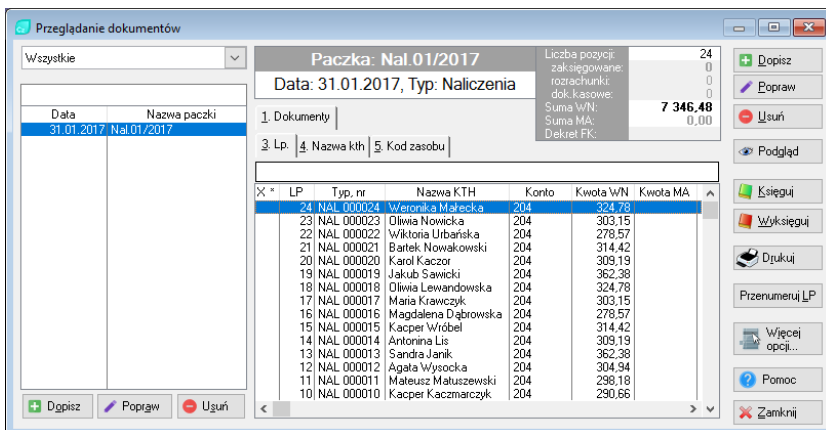 Przeglądanie dokumentów
Wszystkie
Data Nazwa paczki
31.01.2017 Nal.01/2017
Dopisz Popraw Usuń
Paczka: Nal.01/2017
Data: 31.01.2017, Typ: Naliczenia
Liczba pozycji: 24
zaksięgowane: 0
rozrachunki: 0
dok.kasowe: 0
Suma WN: 7 346,48
Suma MA: 0,00
Dekret FK:
1. Dokumenty
3. Lp. 4. Nazwa kth 5. Kod zasobu
X * LP Typ, nr Nazwa KTH Konto Kwota WN Kwota MA
24 NAL 000024 Weronika Małecka 204 324,78
23 NAL 000023 Oliwia Nowicka 204 303,15
22 NAL 000022 Wiktoria Urbańska 204 278,57
21 NAL 000021 Bartek Nowakowski 204 314,42
20 NAL 000020 Karol Kaczor 204 309,19
19 NAL 000019 Jakub Sawicki 204 362,38
18 NAL 000018 Oliwia Lewandowska 204 324,78
17 NAL 000017 Maria Krawczyk 204 303,15
16 NAL 000016 Magdalena Dąbrowska 204 278,57
15 NAL 000015 Kacper Wróbel 204 314,42
14 NAL 000014 Antonina Lis 204 309,19
13 NAL 000013 Sandra Janik 204 362,38
12 NAL 000012 Agata Wysocka 204 304,94
11 NAL 000011 Mateusz Matuszewski 204 298,18
10 NAL 000010 Kacper Kaczmarczyk 204 290,66
Dopisz
Popraw
Usuń
Podgląd
Księguj
Wyksięguj
Drukuj
Przenumeruj LP
Więcej
opcji...
Pomoc
Zamknij